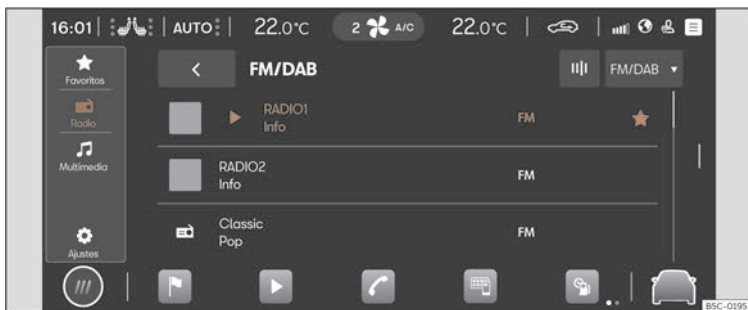 16:01 AUTO 22.0°C 2 A/C 22.0°C
Favoritos
FM/DAB
FM/DAB
Radio
RADIO1
Info
FM
Multimedia
RADIO2
Info
FM
Classic
Pop
FM
Ajustes
B5C-0195